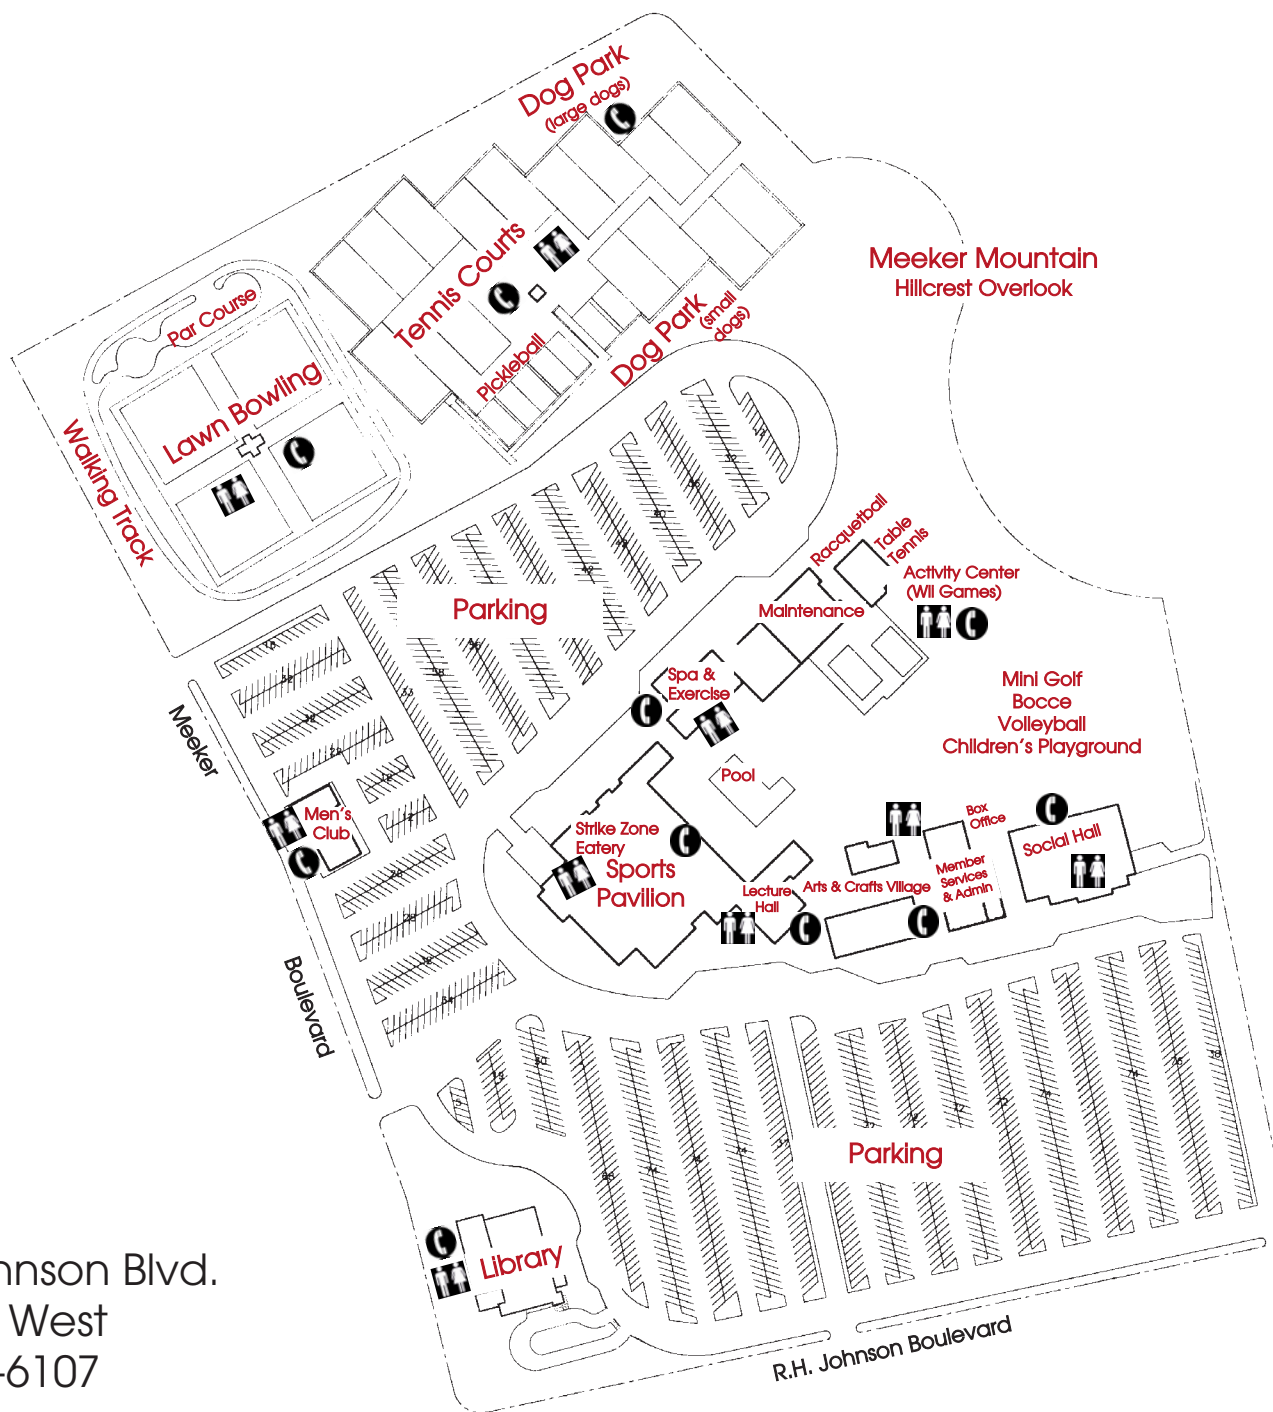 Dog Park
(large dogs)
Tennis Courts
Meeker Mountain
Hillcrest Overlook
Par Course
Dog Park
(small
dogs)
Pickleball
Lawn Bowling
Walking Track
Racquetball
Table
Tennis
Activity Center
(Wii Games)
Parking
Maintenance
Spa &
Exercise
Mini Golf
Bocce
Volleyball
Children's Playground
Meeker
Pool
Men's
Club
Strike Zone
Eatery
Sports
Pavilion
Box
Office
Social Hall
Member
Services
& Admin
Lecture
Hall
Arts & Crafts Village
Boulevard
Parking
Library
nnson Blvd.
West
-6107
R.H. Johnson Boulevard